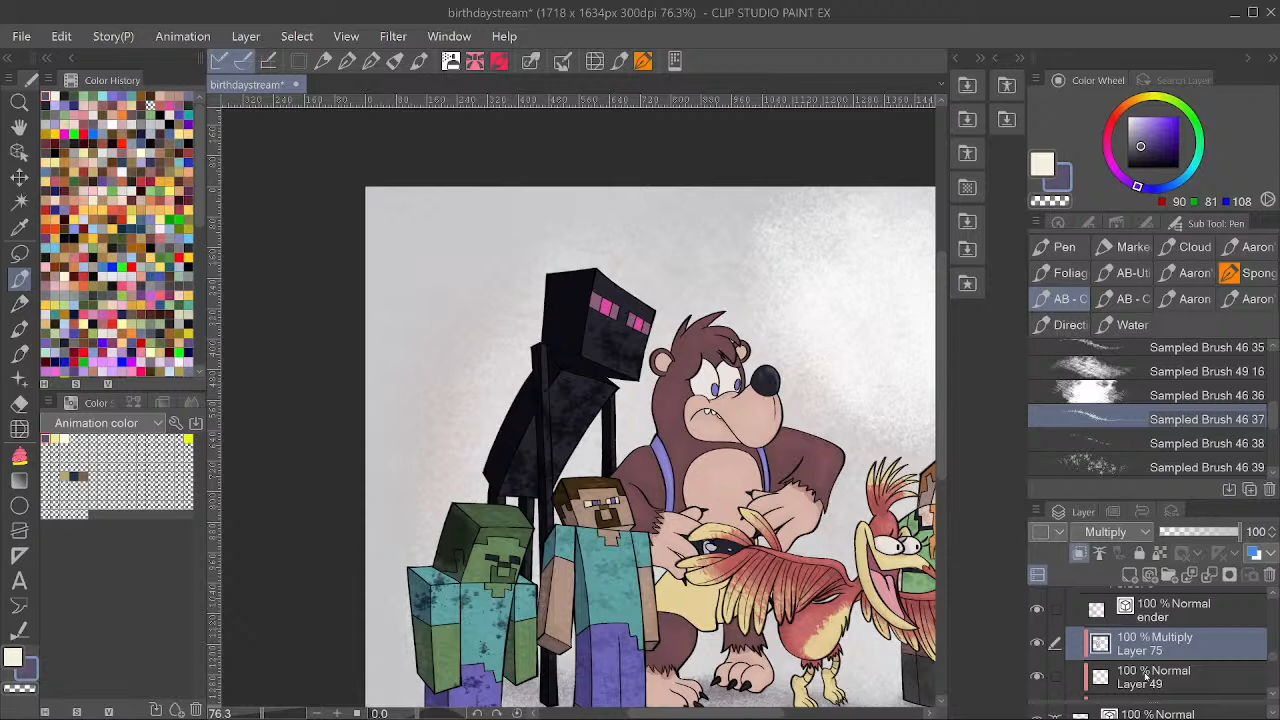 birthdaystream* (1718 x 1634px 300dpi 76.3%) - CLIP STUDIO PAINT EX
File Edit Story(P) Animation Layer Select View Filter Window Help
Color History
birthdaystream*
Color Wheel
Search Layer
90 81 108
Sub Tool: Pen
Pen Marke Cloud Aaron
Foliag AB-Uti Aaron' Spong
AB - C AB - C Aaron Aaron
Directi Water
Sampled Brush 46 35
Sampled Brush 49 16
Sampled Brush 46 36
Sampled Brush 46 37
Sampled Brush 46 38
Sampled Brush 46 39
H S V
Color S
Animation color
Layer
Multiply 100
100 % Normal
ender
100 % Multiply
Layer 75
100 % Normal
Layer 49
100 % Normal
H S V
76.3 0.0